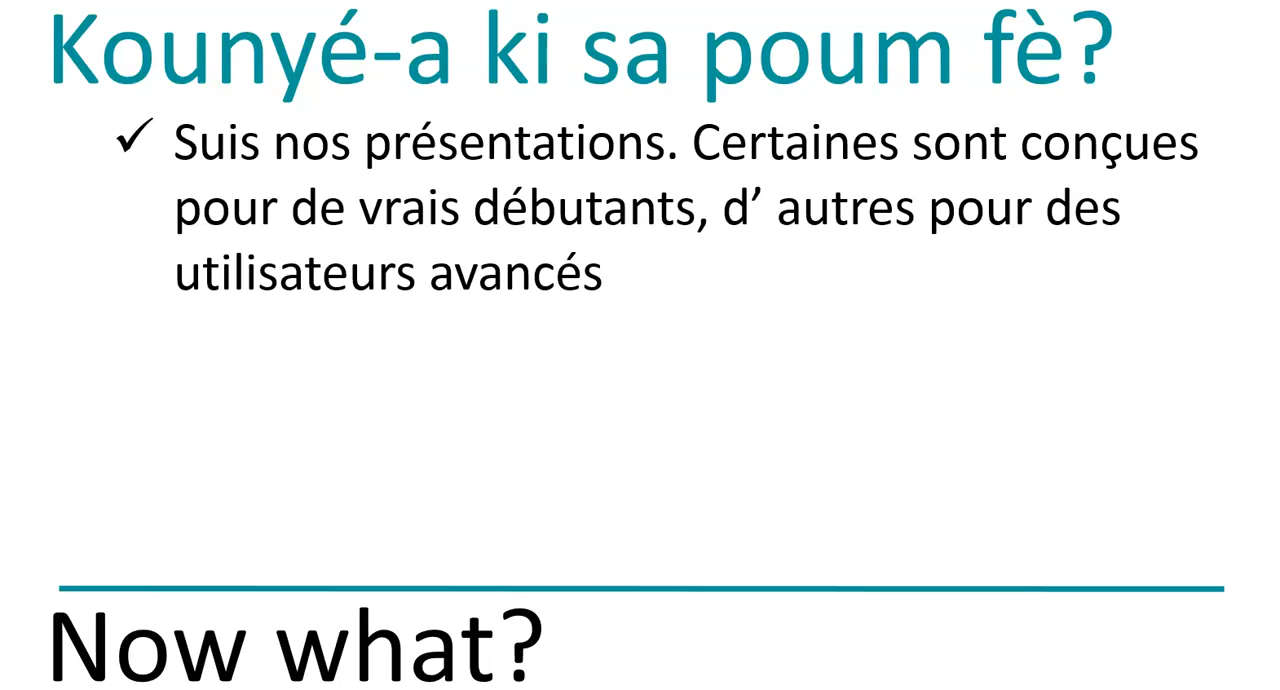 Kounyé-a ki sa poum fè?
✓ Suis nos présentations. Certaines sont conçues
pour de vrais débutants, d’ autres pour des
utilisateurs avancés
Now what?